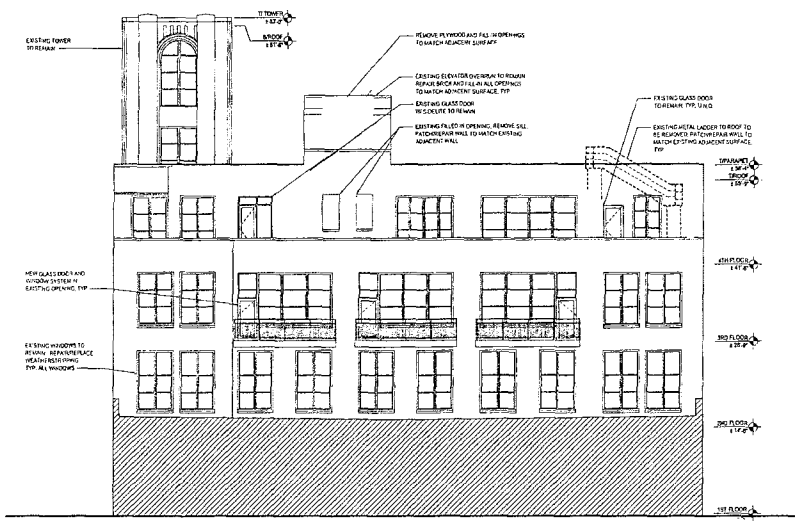 T/TOWER
EXISTING TOWER
TO REMAIN
B/ROOF
REMOVE PLYWOOD AND FILL-IN OPENINGS
TO MATCH ADJACENT SURFACE
EXISTING ELEVATOR OVERRUN TO REMAIN
REPAIR BRICK AND FILL-IN ALL OPENINGS
TO MATCH ADJACENT SURFACE, TYP
EXISTING GLASS DOOR
W/ SIDELITE TO REMAIN
EXISTING FILLED IN OPENING, REMOVE SILL,
PATCH/REPAIR WALL TO MATCH EXISTING
ADJACENT WALL
EXISTING GLASS DOOR
TO REMAIN, TYP, U.N.O.
EXISTING METAL LADDER TO ROOF TO
BE REMOVED. PATCH/REPAIR WALL TO
MATCH EXISTING ADJACENT SURFACE,
TYP
T/PARAPET
T/ROOF
4TH FLOOR
NEW GLASS DOOR AND
WINDOW SYSTEM IN
EXISTING OPENING, TYP
3RD FLOOR
EXISTING WINDOWS TO
REMAIN. REPAIR/REPLACE
WEATHERSTRIPPING
TYP. ALL WINDOWS
2ND FLOOR
1ST FLOOR